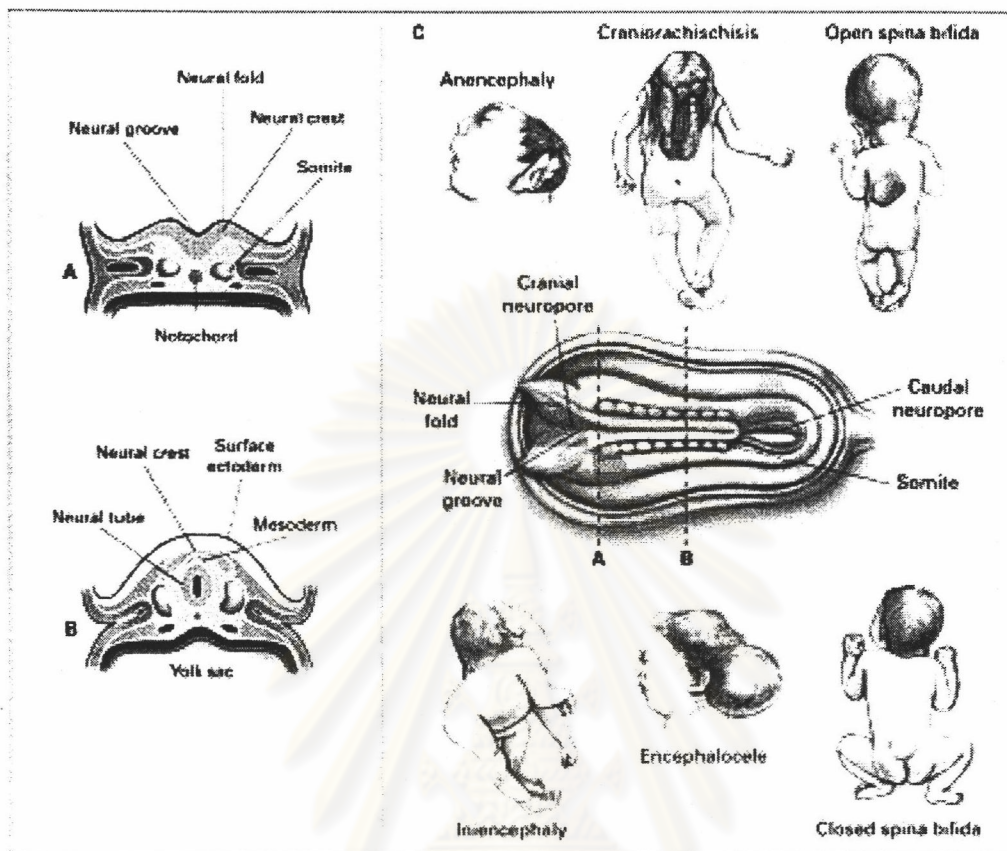 Neural fold
Neural groove
Neural crest
Somite
A
Notochord
Neural crest
Surface
ectoderm
Neural tube
Mesoderm
B
Yolk sac
C
Craniorachischisis
Open spina bifida
Anencephaly
Cranial
neuropore
Neural
fold
Caudal
neuropore
Neural
groove
Somite
A
B
Encephalocele
Iniencephaly
Closed spina bifida